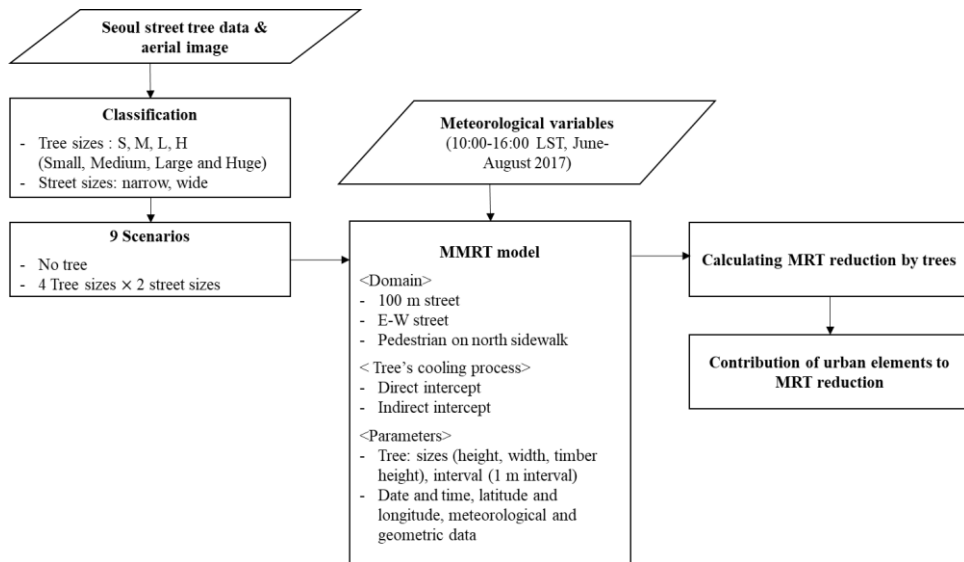 Seoul street tree data &
aerial image
Classification
- Tree sizes : S, M, L, H
(Small, Medium, Large and Huge)
- Street sizes: narrow, wide
9 Scenarios
- No tree
- 4 Tree sizes × 2 street sizes
Meteorological variables
(10:00-16:00 LST, June-
August 2017)
MMRT model
<Domain>
- 100 m street
- E-W street
- Pedestrian on north sidewalk
< Tree's cooling process>
- Direct intercept
- Indirect intercept
<Parameters>
- Tree: sizes (height, width, timber
height), interval (1 m interval)
- Date and time, latitude and
longitude, meteorological and
geometric data
Calculating MRT reduction by trees
Contribution of urban elements to
MRT reduction